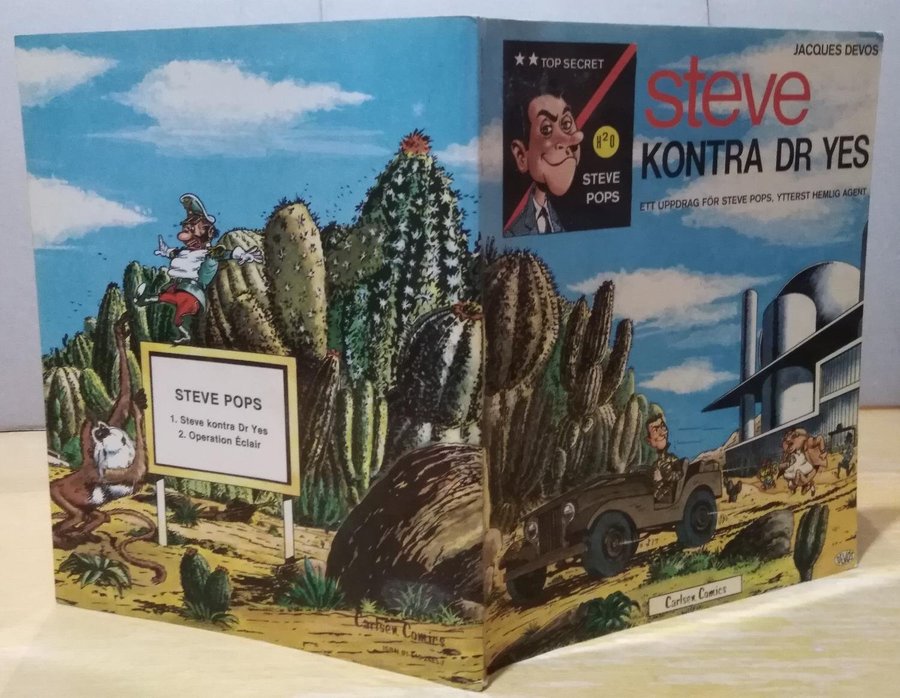 STEVE POPS
1. Steve kontra Dr Yes
2. Operation Éclair
Carlsen Comics
JACQUES DEVOS
★★ TOP SECRET
H²O
STEVE
POPS
steve
KONTRA DR YES
ETT UPPDRAG FÖR STEVE POPS, YTTERST HEMLIG AGENT
Carlsen Comics